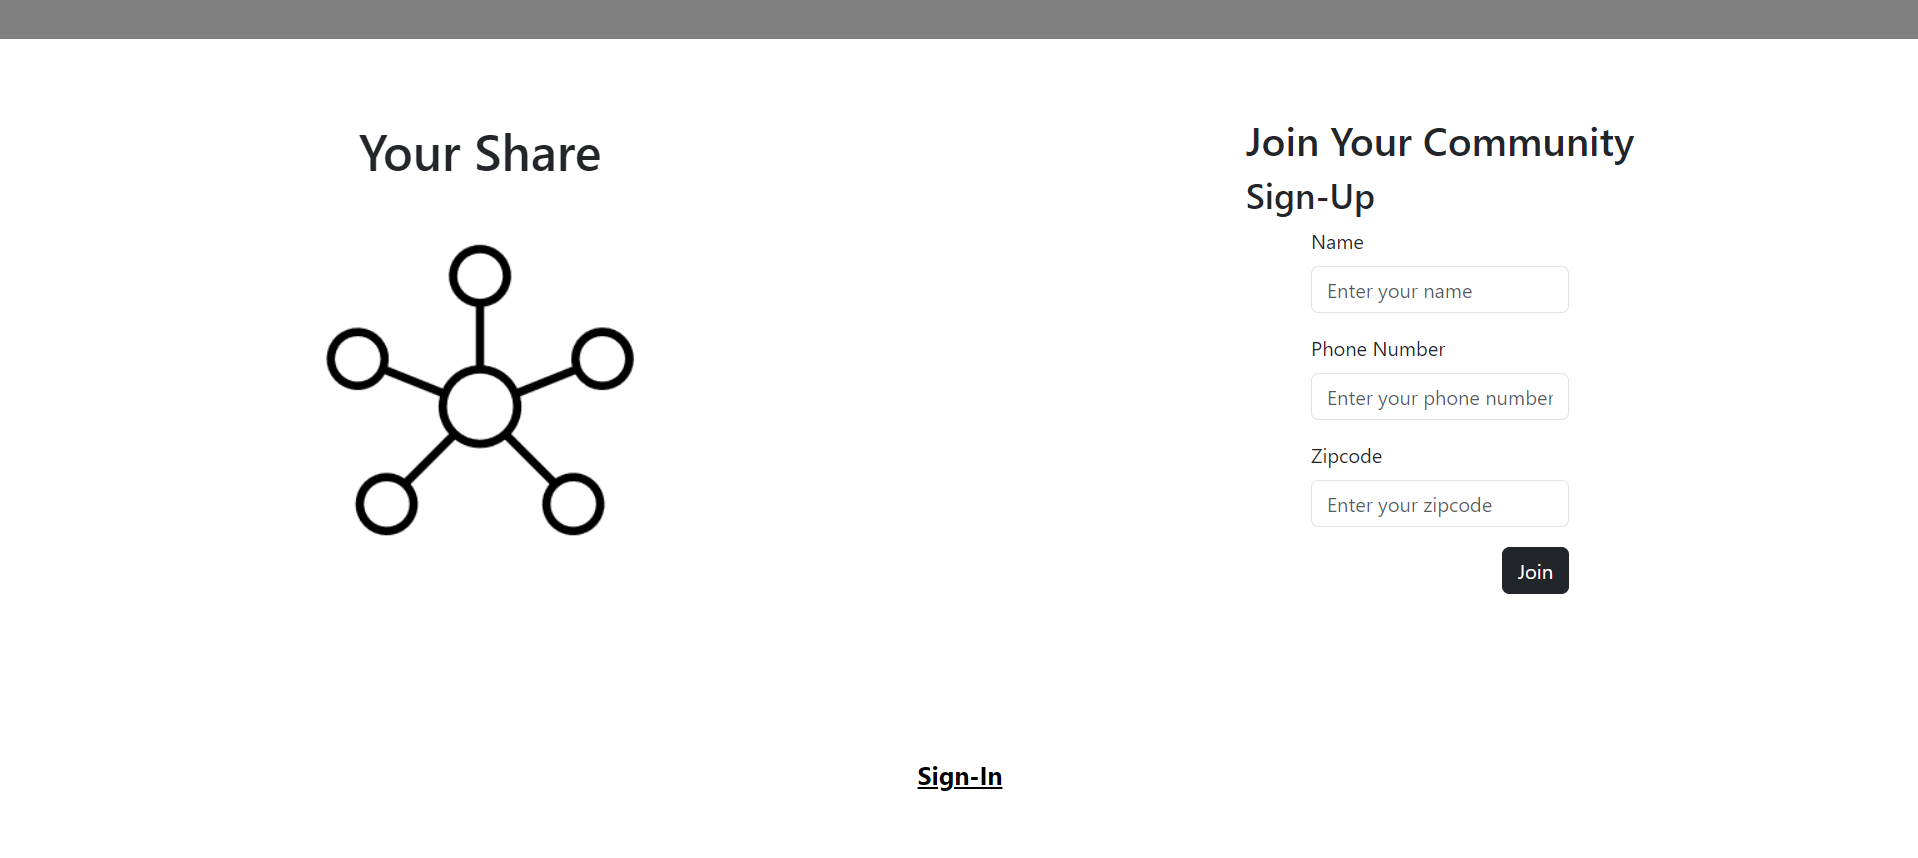 Your Share
Join Your Community
Sign-Up
Name
Enter your name
Phone Number
Enter your phone number
Zipcode
Enter your zipcode
Join
Sign-In